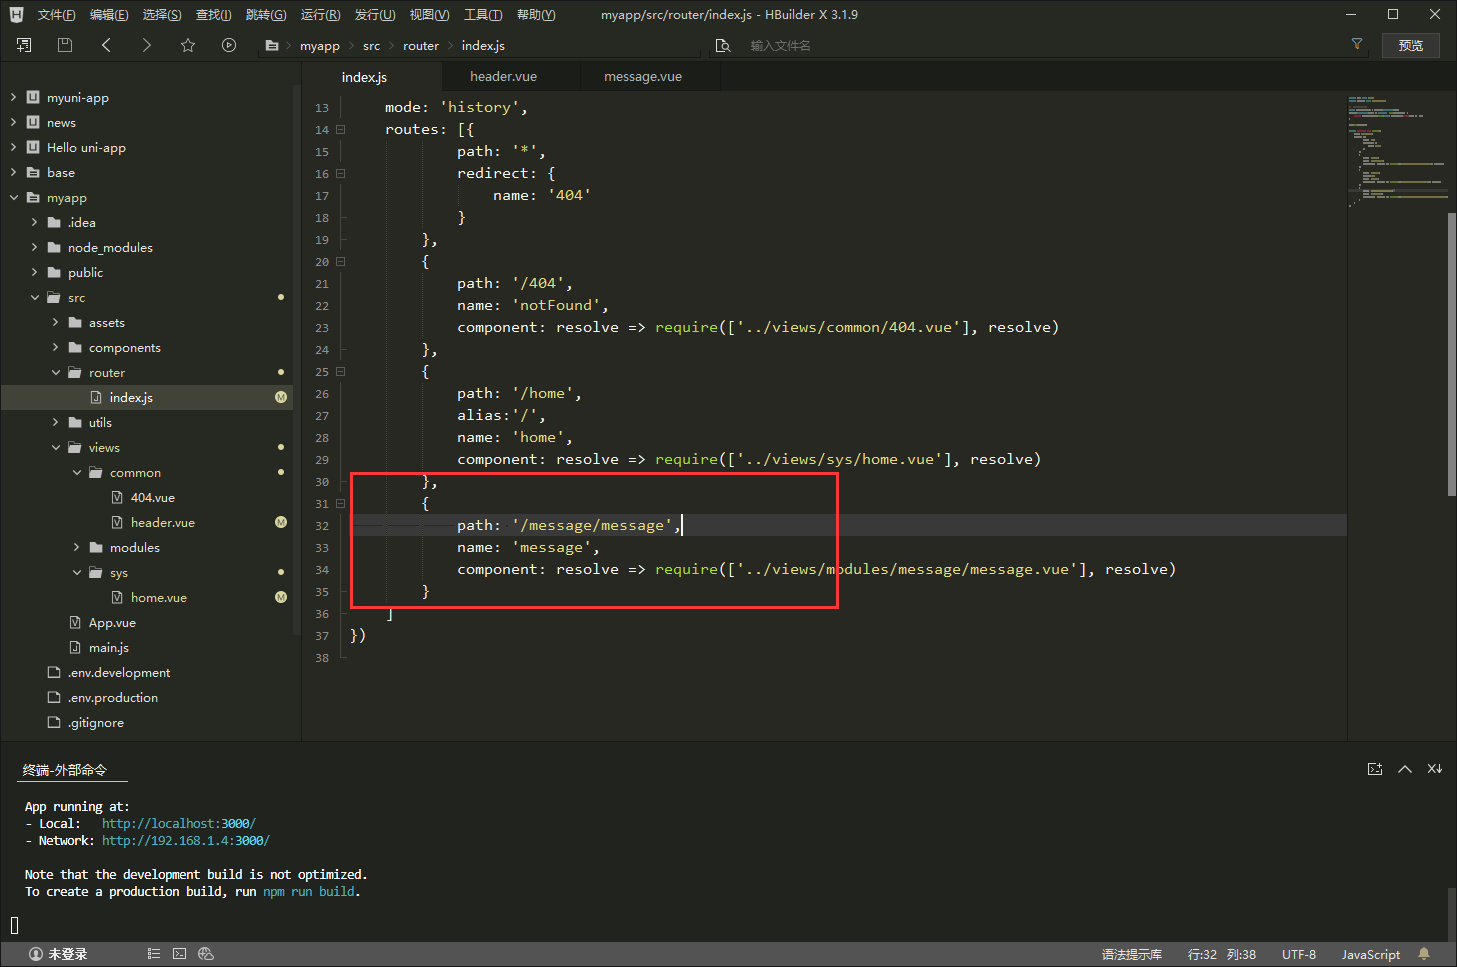 文件(F) 编辑(E) 选择(S) 查找(I) 跳转(G) 运行(R) 发行(U) 视图(V) 工具(T) 帮助(Y) myapp/src/router/index.js - HBuilder X 3.1.9
myapp src router index.js 输入文件名 预览
index.js header.vue message.vue
myuni-app
news
Hello uni-app
base
myapp
.idea
node_modules
public
src
assets
components
router
index.js M
utils
views
common
404.vue
header.vue M
modules
sys
home.vue M
App.vue
main.js
.env.development
.env.production
.gitignore
13 mode: 'history',
14 routes: [{
15 path: '*',
16 redirect: {
17 name: '404'
18 }
19 },
20 {
21 path: '/404',
22 name: 'notFound',
23 component: resolve => require(['../views/common/404.vue'], resolve)
24 },
25 {
26 path: '/home',
27 alias:'/',
28 name: 'home',
29 component: resolve => require(['../views/sys/home.vue'], resolve)
30 },
31 {
32 path: '/message/message',
33 name: 'message',
34 component: resolve => require(['../views/modules/message/message.vue'], resolve)
35 }
36 ]
37 })
38
终端-外部命令
App running at:
- Local: http://localhost:3000/
- Network: http://192.168.1.4:3000/
Note that the development build is not optimized.
To create a production build, run npm run build.
未登录 语法提示库 行:32 列:38 UTF-8 JavaScript